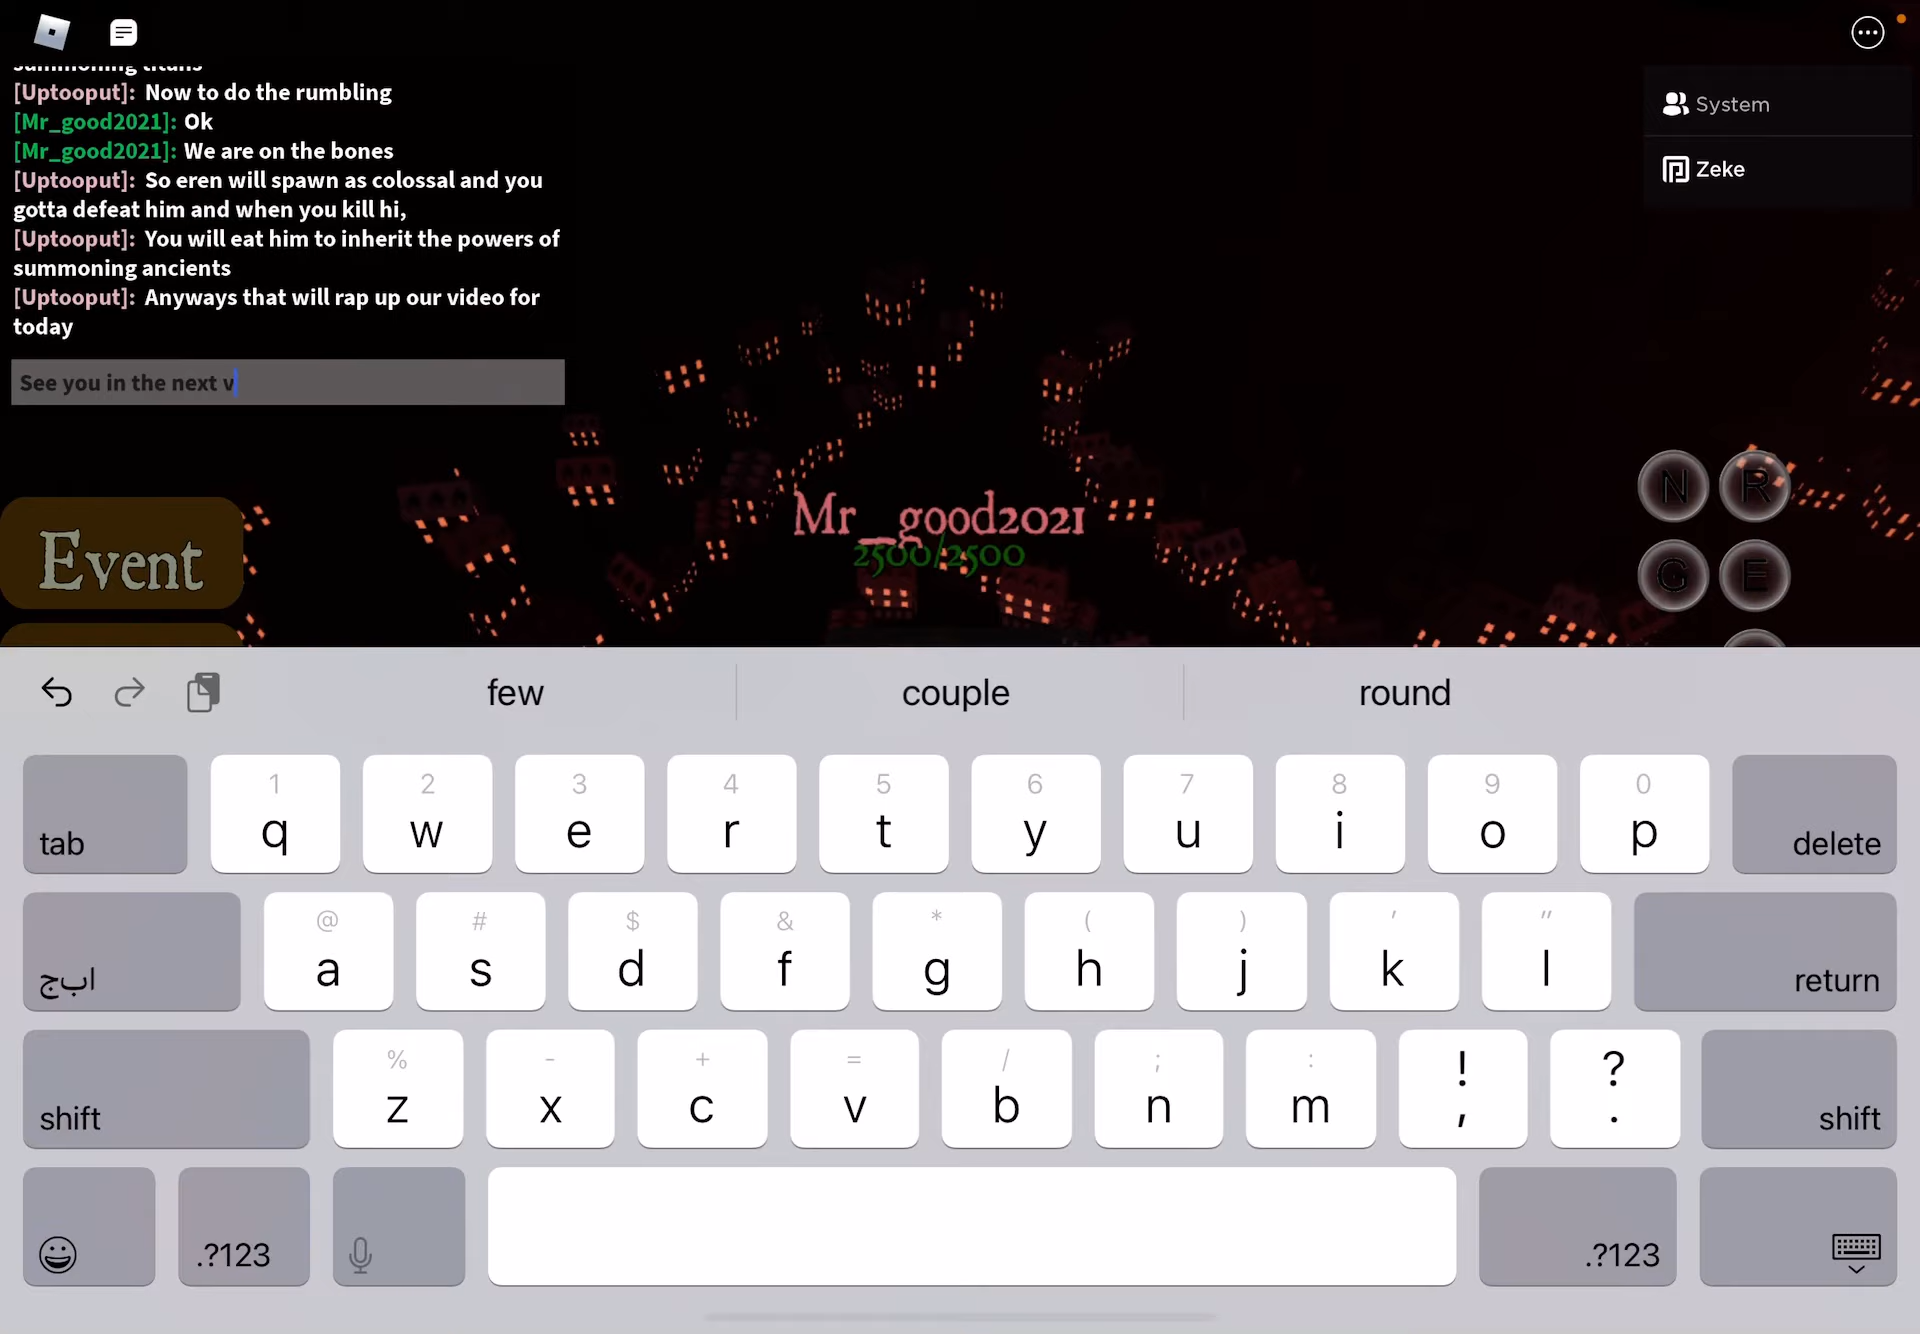 summoning titans
[Uptooput]: Now to do the rumbling
[Mr_good2021]: Ok
[Mr_good2021]: We are on the bones
[Uptooput]: So eren will spawn as colossal and you
gotta defeat him and when you kill hi,
[Uptooput]: You will eat him to inherit the powers of
summoning ancients
[Uptooput]: Anyways that will rap up our video for
today
See you in the next v
System
Zeke
Event
Mr_good2021
2500/2500
N R
G E
few couple round
1 2 3 4 5 6 7 8 9 0
tab q w e r t y u i o p delete
@ # $ & * ( ) ' "
ابج a s d f g h j k l return
% - + = / ; : ! ?
shift z x c v b n m , . shift
.?123 .?123